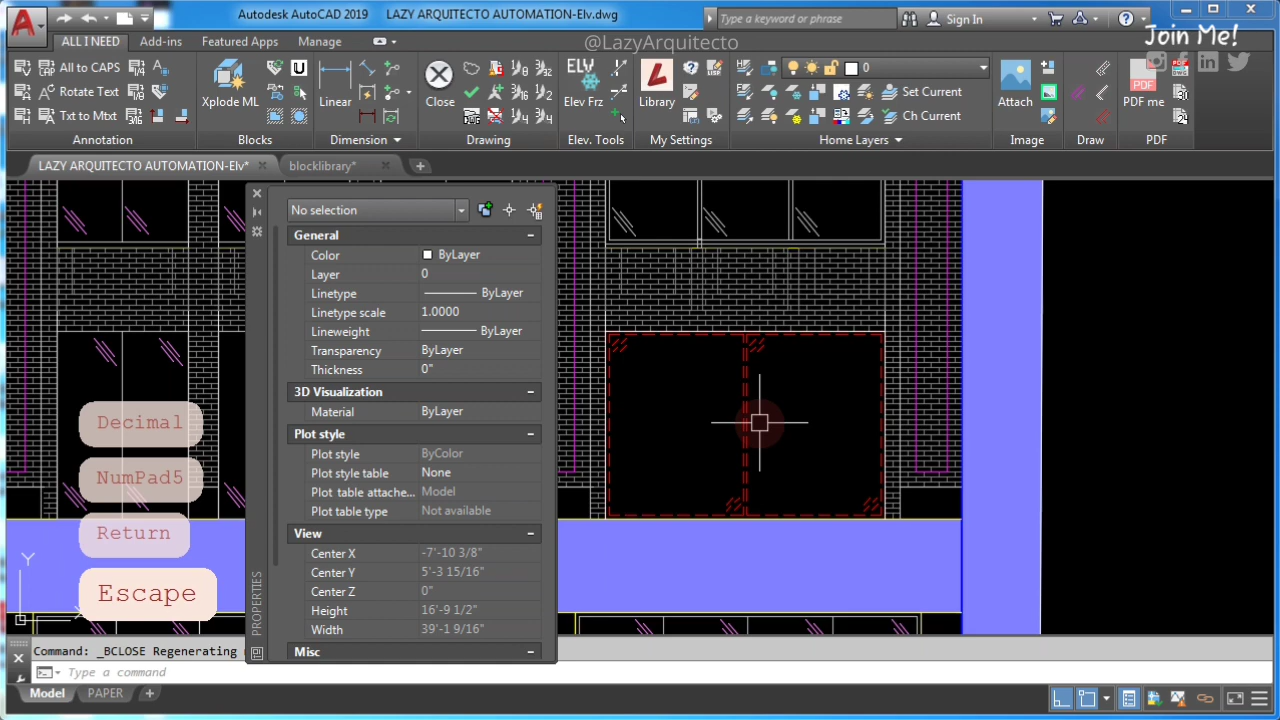 Autodesk AutoCAD 2019 LAZY ARQUITECTO AUTOMATION-Elv.dwg
Type a keyword or phrase
Sign In
Join Me!
@LazyArquitecto
ALL I NEED Add-ins Featured Apps Manage
All to CAPS
Rotate Text
Txt to Mtxt
Annotation
Xplode ML
Blocks
Linear
Dimension
Close
Drawing
ELV
Elev Frz
Elev. Tools
Library
My Settings
0
Set Current
Ch Current
Home Layers
Attach
Image
Draw
PDF
PDF me
PDF
LAZY ARQUITECTO AUTOMATION-Elv*
blocklibrary*
No selection
General
Color ByLayer
Layer 0
Linetype ByLayer
Linetype scale 1.0000
Lineweight ByLayer
Transparency ByLayer
Thickness 0"
3D Visualization
Material ByLayer
Plot style
Plot style ByColor
Plot style table None
Plot table attache... Model
Plot table type Not available
View
Center X -7'-10 3/8"
Center Y 5'-3 15/16"
Center Z 0"
Height 16'-9 1/2"
Width 39'-1 9/16"
Misc
PROPERTIES
Decimal
NumPad5
Return
Escape
Y
Command: _BCLOSE Regenerating
Type a command
Model PAPER